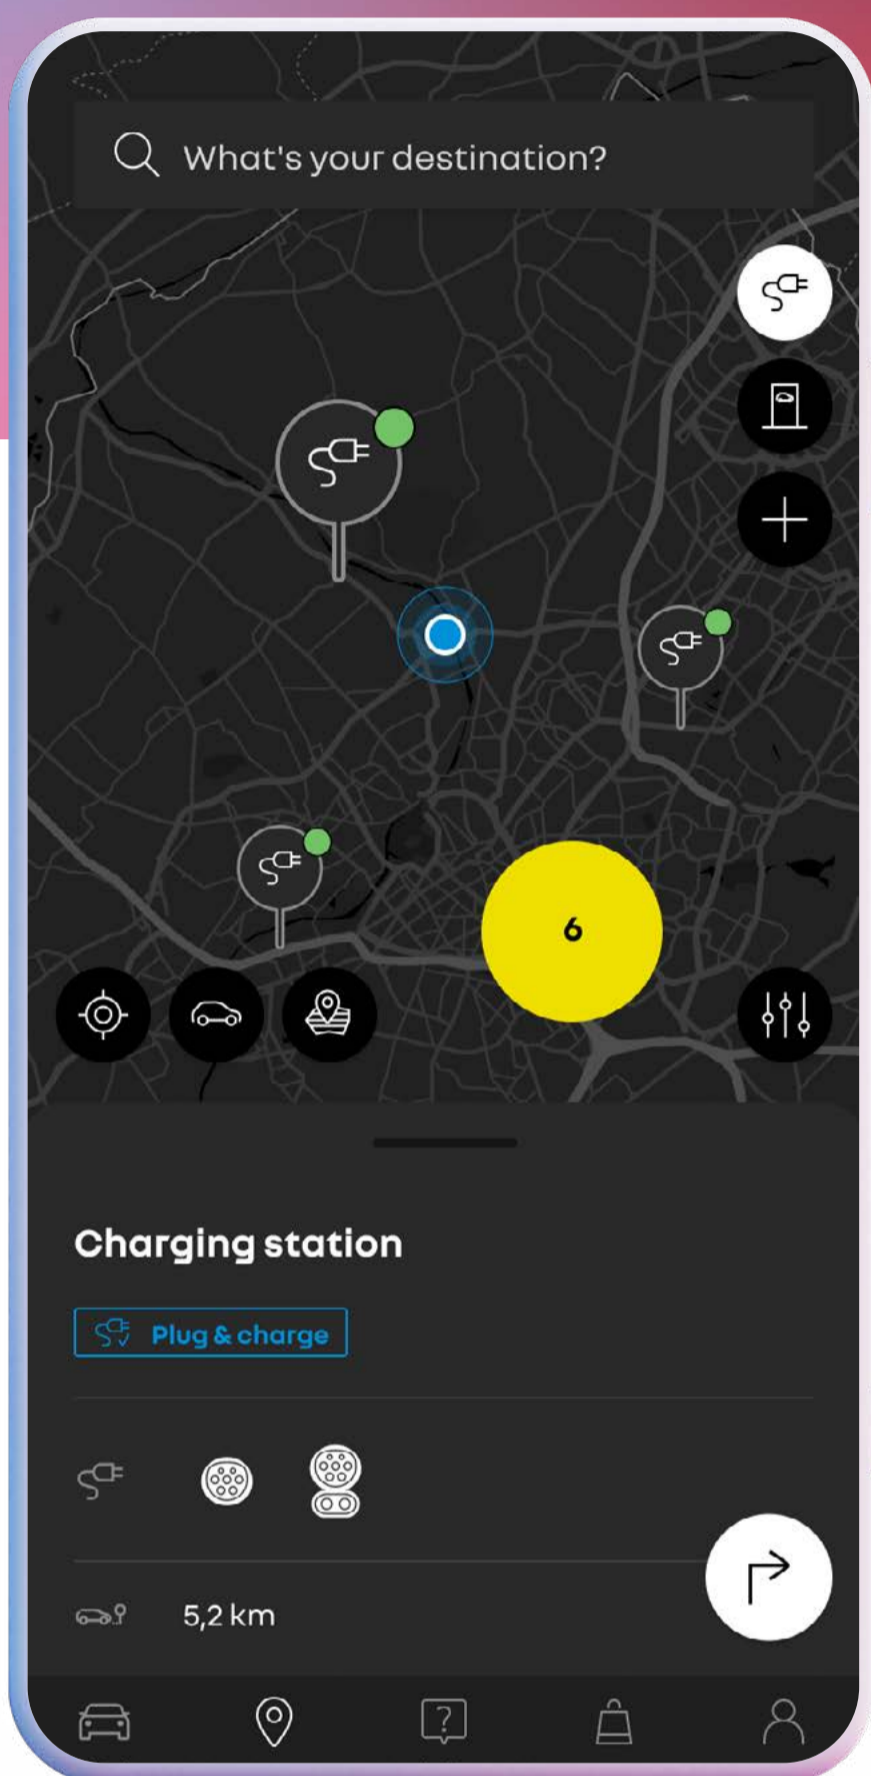 What's your destination?
6
Charging station
Plug & charge
5,2 km
?